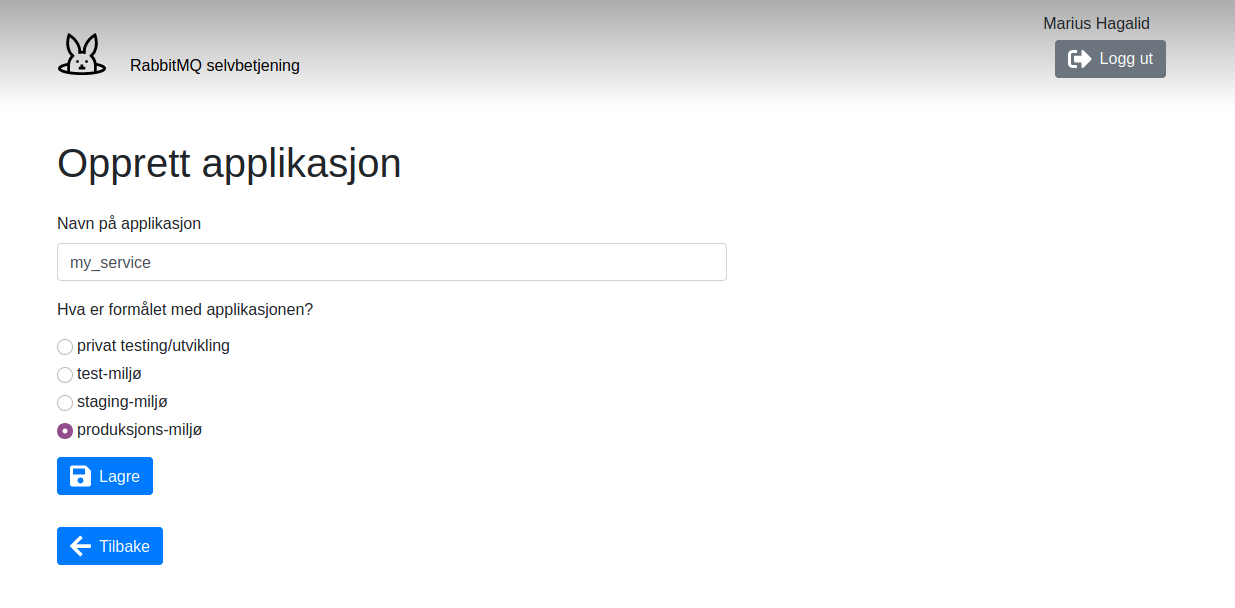 Marius Hagalid
RabbitMQ selvbetjening
Logg ut
Opprett applikasjon
Navn på applikasjon
my_service
Hva er formålet med applikasjonen?
privat testing/utvikling
test-miljø
staging-miljø
produksjons-miljø
Lagre
Tilbake